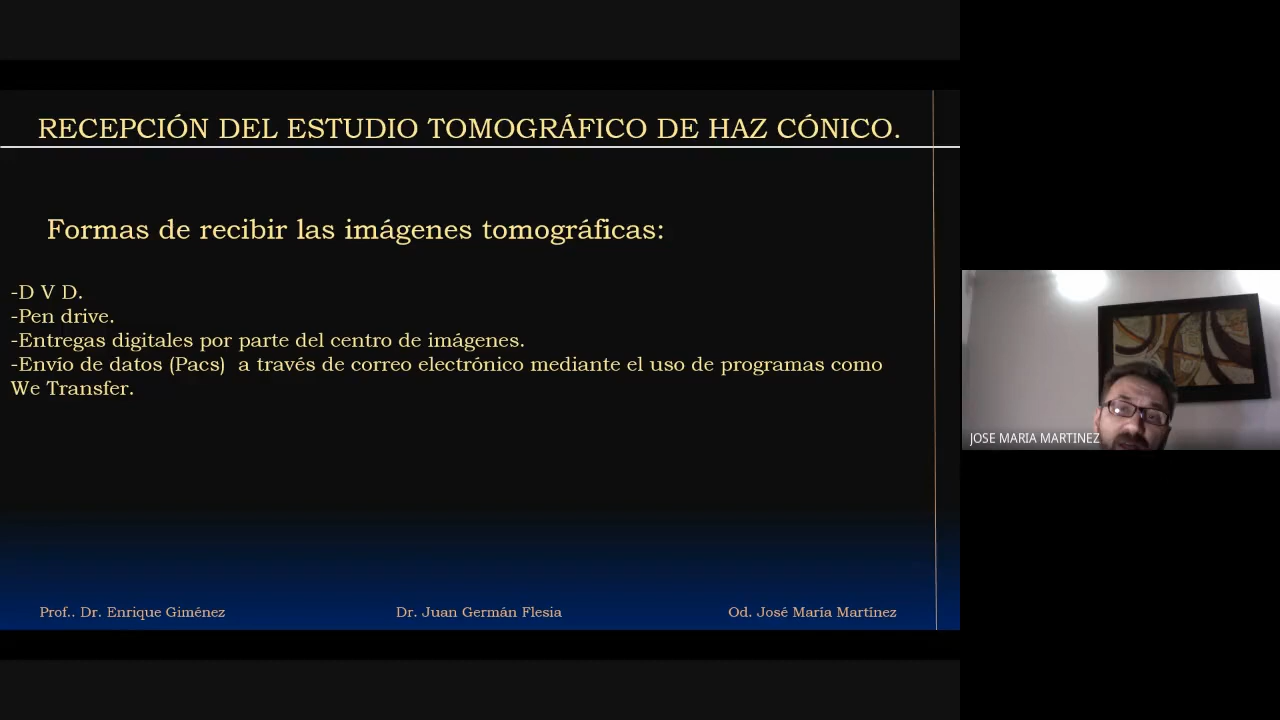 RECEPCIÓN DEL ESTUDIO TOMOGRÁFICO DE HAZ CÓNICO.
Formas de recibir las imágenes tomográficas:
-D V D.
-Pen drive.
-Entregas digitales por parte del centro de imágenes.
-Envío de datos (Pacs)  a través de correo electrónico mediante el uso de programas como
We Transfer.
JOSE MARIA MARTINEZ
Prof.. Dr. Enrique Giménez
Dr. Juan Germán Flesia
Od. José María Martínez